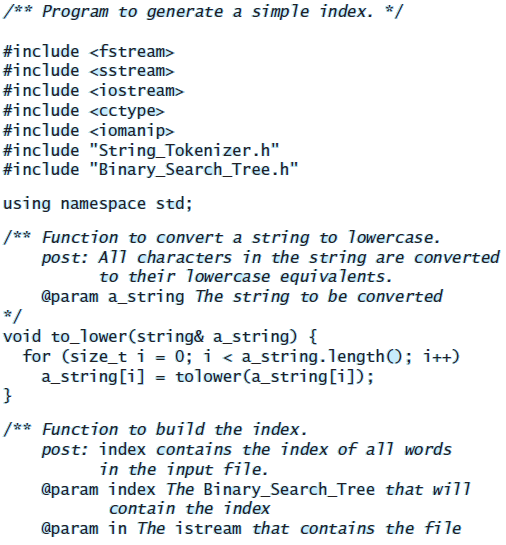 /** Program to generate a simple index. */
#include <fstream>
#include <sstream>
#include <iostream>
#include <cctype>
#include <iomanip>
#include "String_Tokenizer.h"
#include "Binary_Search_Tree.h"
using namespace std;
/** Function to convert a string to lowercase.
post: All characters in the string are converted
to their lowercase equivalents.
@param a_string The string to be converted
*/
void to_lower(string& a_string) {
for (size_t i = 0; i < a_string.length(); i++)
a_string[i] = tolower(a_string[i]);
}
/** Function to build the index.
post: index contains the index of all words
in the input file.
@param index The Binary_Search_Tree that will
contain the index
@param in The istream that contains the file